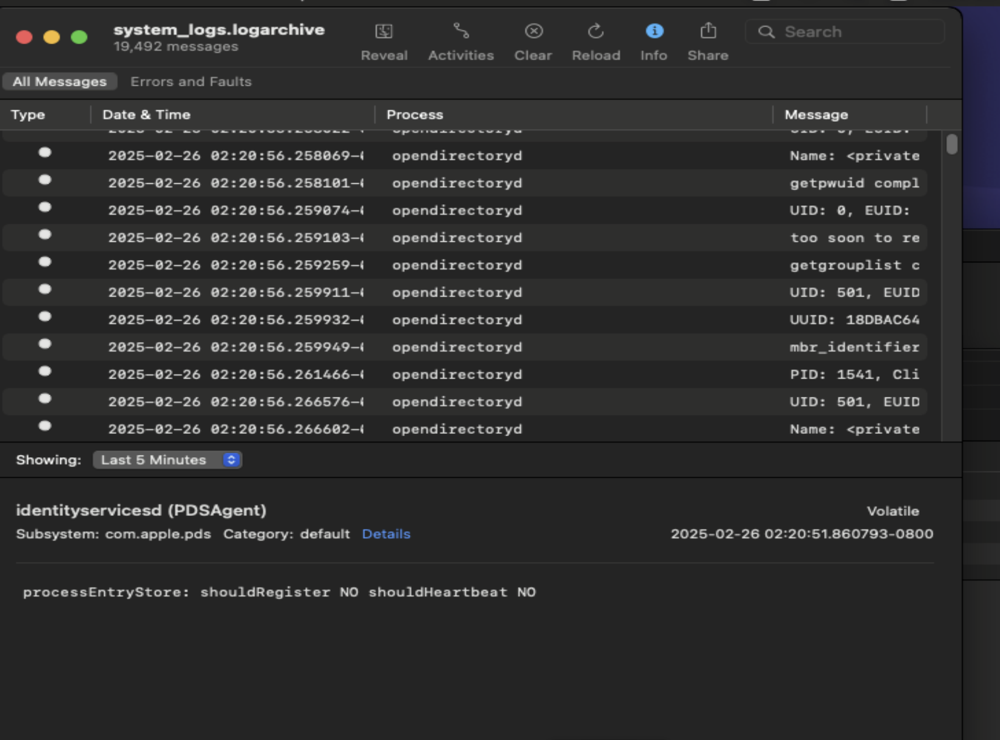 system_logs.logarchive
19,492 messages
Reveal Activities Clear Reload Info Share
Search
All Messages Errors and Faults
Type Date & Time Process Message
opendirectoryd
2025-02-26 02:20:56.258069- opendirectoryd Name: <private
2025-02-26 02:20:56.258101- opendirectoryd getpwuid compl
2025-02-26 02:20:56.259074- opendirectoryd UID: 0, EUID:
2025-02-26 02:20:56.259103- opendirectoryd too soon to re
2025-02-26 02:20:56.259259- opendirectoryd getgrouplist c
2025-02-26 02:20:56.259911- opendirectoryd UID: 501, EUID
2025-02-26 02:20:56.259932- opendirectoryd UUID: 18DBAC64
2025-02-26 02:20:56.259949- opendirectoryd mbr_identifier
2025-02-26 02:20:56.261466- opendirectoryd PID: 1541, Cli
2025-02-26 02:20:56.266576- opendirectoryd UID: 501, EUID
2025-02-26 02:20:56.266602- opendirectoryd Name: <private
Showing: Last 5 Minutes
identityservicesd (PDSAgent) Volatile
Subsystem: com.apple.pds Category: default Details 2025-02-26 02:20:51.860793-0800
processEntryStore: shouldRegister NO shouldHeartbeat NO